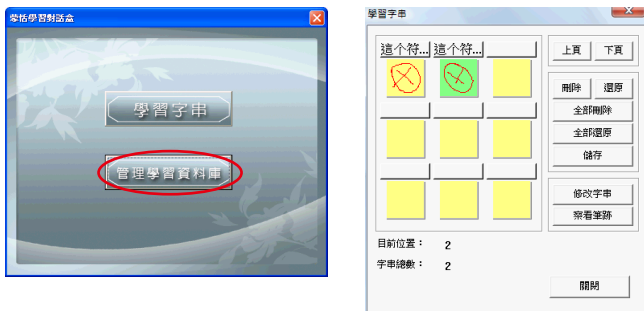 蒙恬學習對話盒
學習字串
管理學習資料庫
學習字串
這个符...
這个符...
上頁
下頁
刪除
還原
全部刪除
全部還原
儲存
修改字串
察看筆跡
目前位置： 2
字串總數： 2
關閉